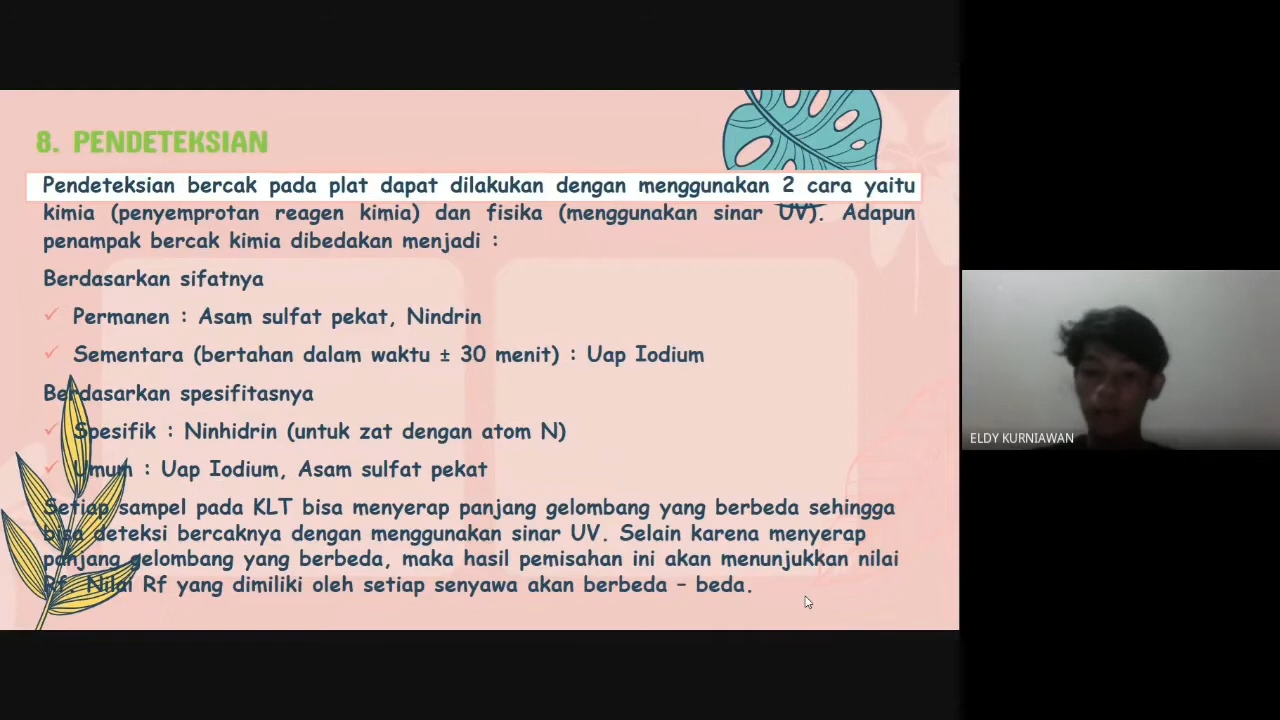 8. PENDETEKSIAN
Pendeteksian bercak pada plat dapat dilakukan dengan menggunakan 2 cara yaitu
kimia (penyemprotan reagen kimia) dan fisika (menggunakan sinar UV). Adapun
penampak bercak kimia dibedakan menjadi :
Berdasarkan sifatnya
✓ Permanen : Asam sulfat pekat, Nindrin
✓ Sementara (bertahan dalam waktu ± 30 menit) : Uap Iodium
Berdasarkan spesifitasnya
✓ Spesifik : Ninhidrin (untuk zat dengan atom N)
✓ Umum : Uap Iodium, Asam sulfat pekat
Setiap sampel pada KLT bisa menyerap panjang gelombang yang berbeda sehingga
bisa deteksi bercaknya dengan menggunakan sinar UV. Selain karena menyerap
panjang gelombang yang berbeda, maka hasil pemisahan ini akan menunjukkan nilai
Rf. Nilai Rf yang dimiliki oleh setiap senyawa akan berbeda – beda.
ELDY KURNIAWAN